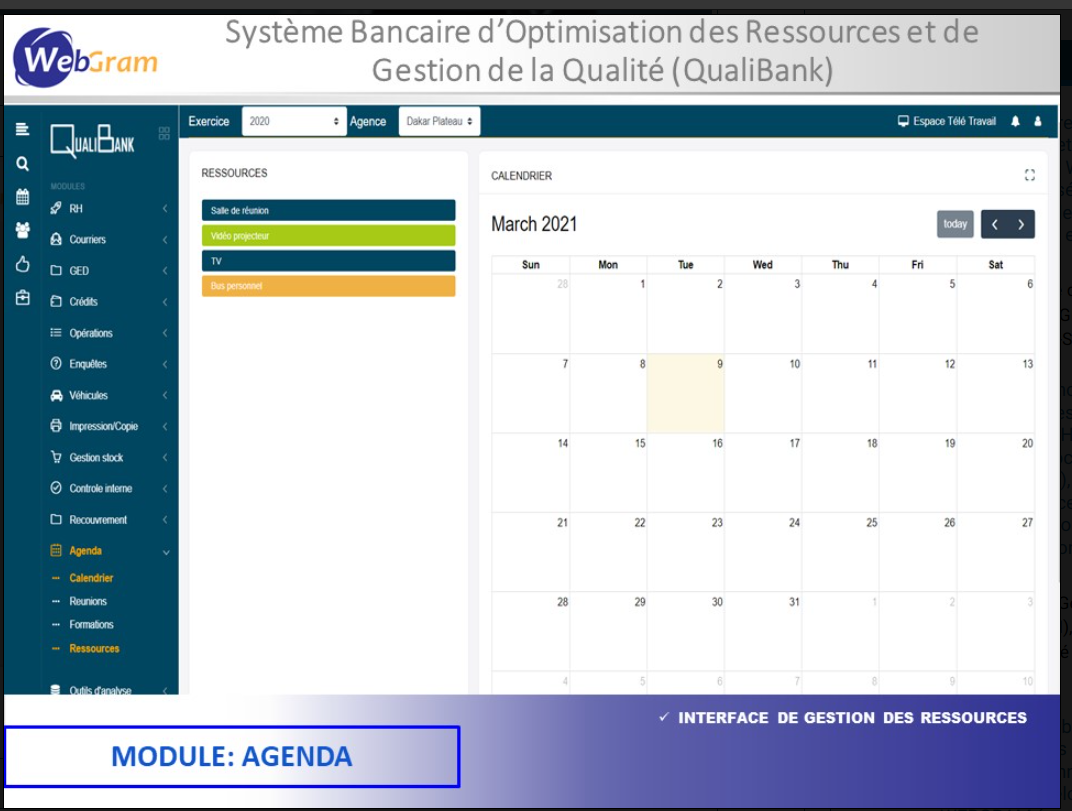 WebGram
Système Bancaire d'Optimisation des Ressources et de
Gestion de la Qualité (QualiBank)
Exercice 2020 Agence Dakar Plateau Espace Télé Travail
QUALIBANK
MODULES
RH
Courriers
GED
Crédits
Opérations
Enquêtes
Véhicules
Impression/Copie
Gestion stock
Controle interne
Recouvrement
Agenda
Calendrier
Reunions
Formations
Ressources
Outils d'analyse
RESSOURCES
Salle de réunion
Vidéo projecteur
TV
Bus personnel
CALENDRIER
March 2021 today
Sun Mon Tue Wed Thu Fri Sat
28 1 2 3 4 5 6
7 8 9 10 11 12 13
14 15 16 17 18 19 20
21 22 23 24 25 26 27
28 29 30 31 1 2 3
4 5 6 7 8 9 10
✓ INTERFACE DE GESTION DES RESSOURCES
MODULE: AGENDA